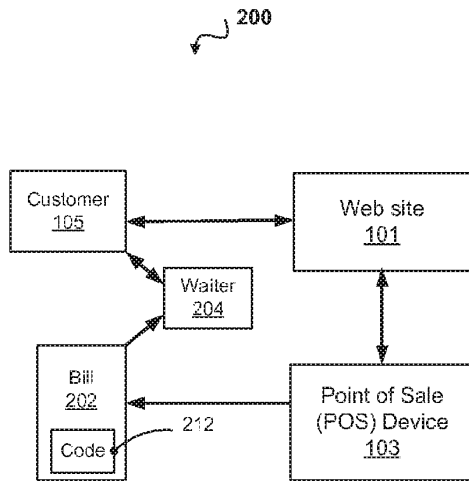 200
Customer
105
Web site
101
Waiter
204
Bill
202
Code
212
Point of Sale
(POS) Device
103